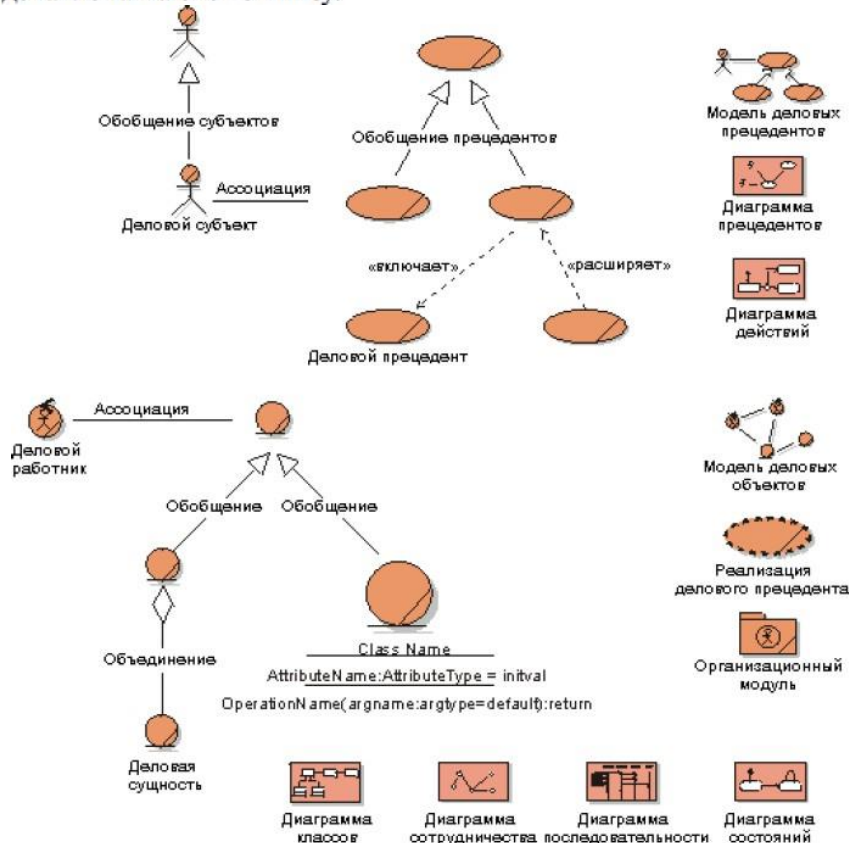 Обобщение субъектов
Обобщение прецедентов
Модель деловых
прецедентов
Ассоциация
Деловой субъект
Диаграмма
прецедентов
«включает»
«расширяет»
Деловой прецедент
Диаграмма
действий
Ассоциация
Деловой
работник
Модель деловых
объектов
Обобщение
Обобщение
Реализация
делового прецедента
Class Name
AttributeName:AttributeType = initval
OperationName(argname:argtype=default):return
Объединение
Организационный
модуль
Деловая
сущность
Диаграмма
классов
Диаграмма
сотрудничества
Диаграмма
последовательности
Диаграмма
состояний